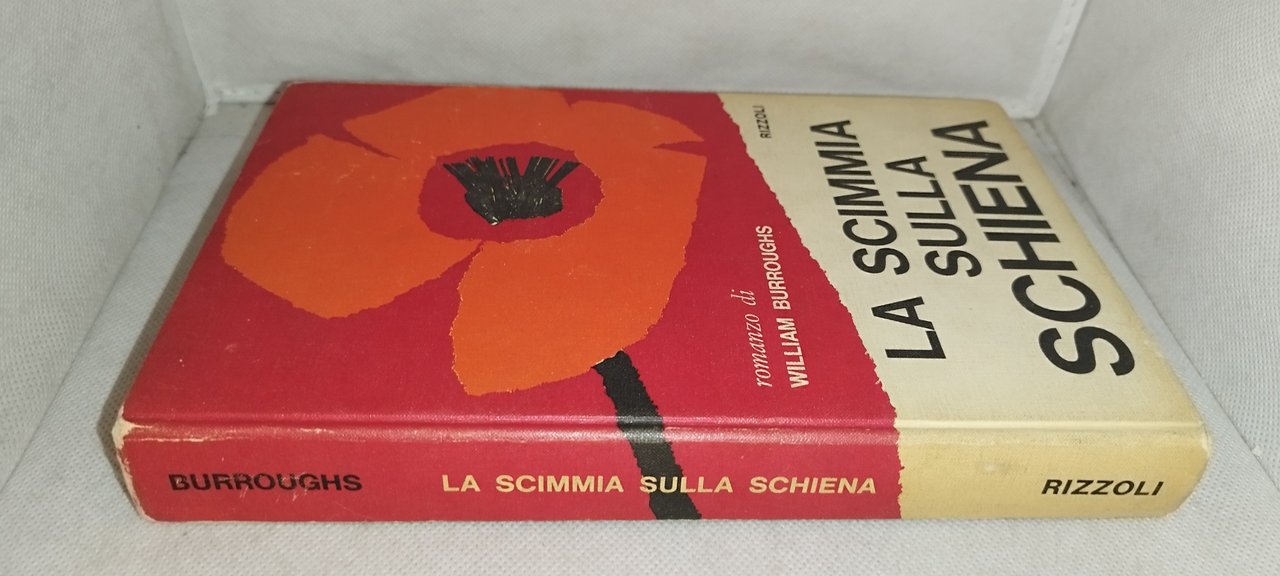 RIZZOLI
LA SCIMMIA
SULLA
SCHIENA
romanzo di
WILLIAM BURROUGHS
BURROUGHS
LA SCIMMIA SULLA SCHIENA
RIZZOLI